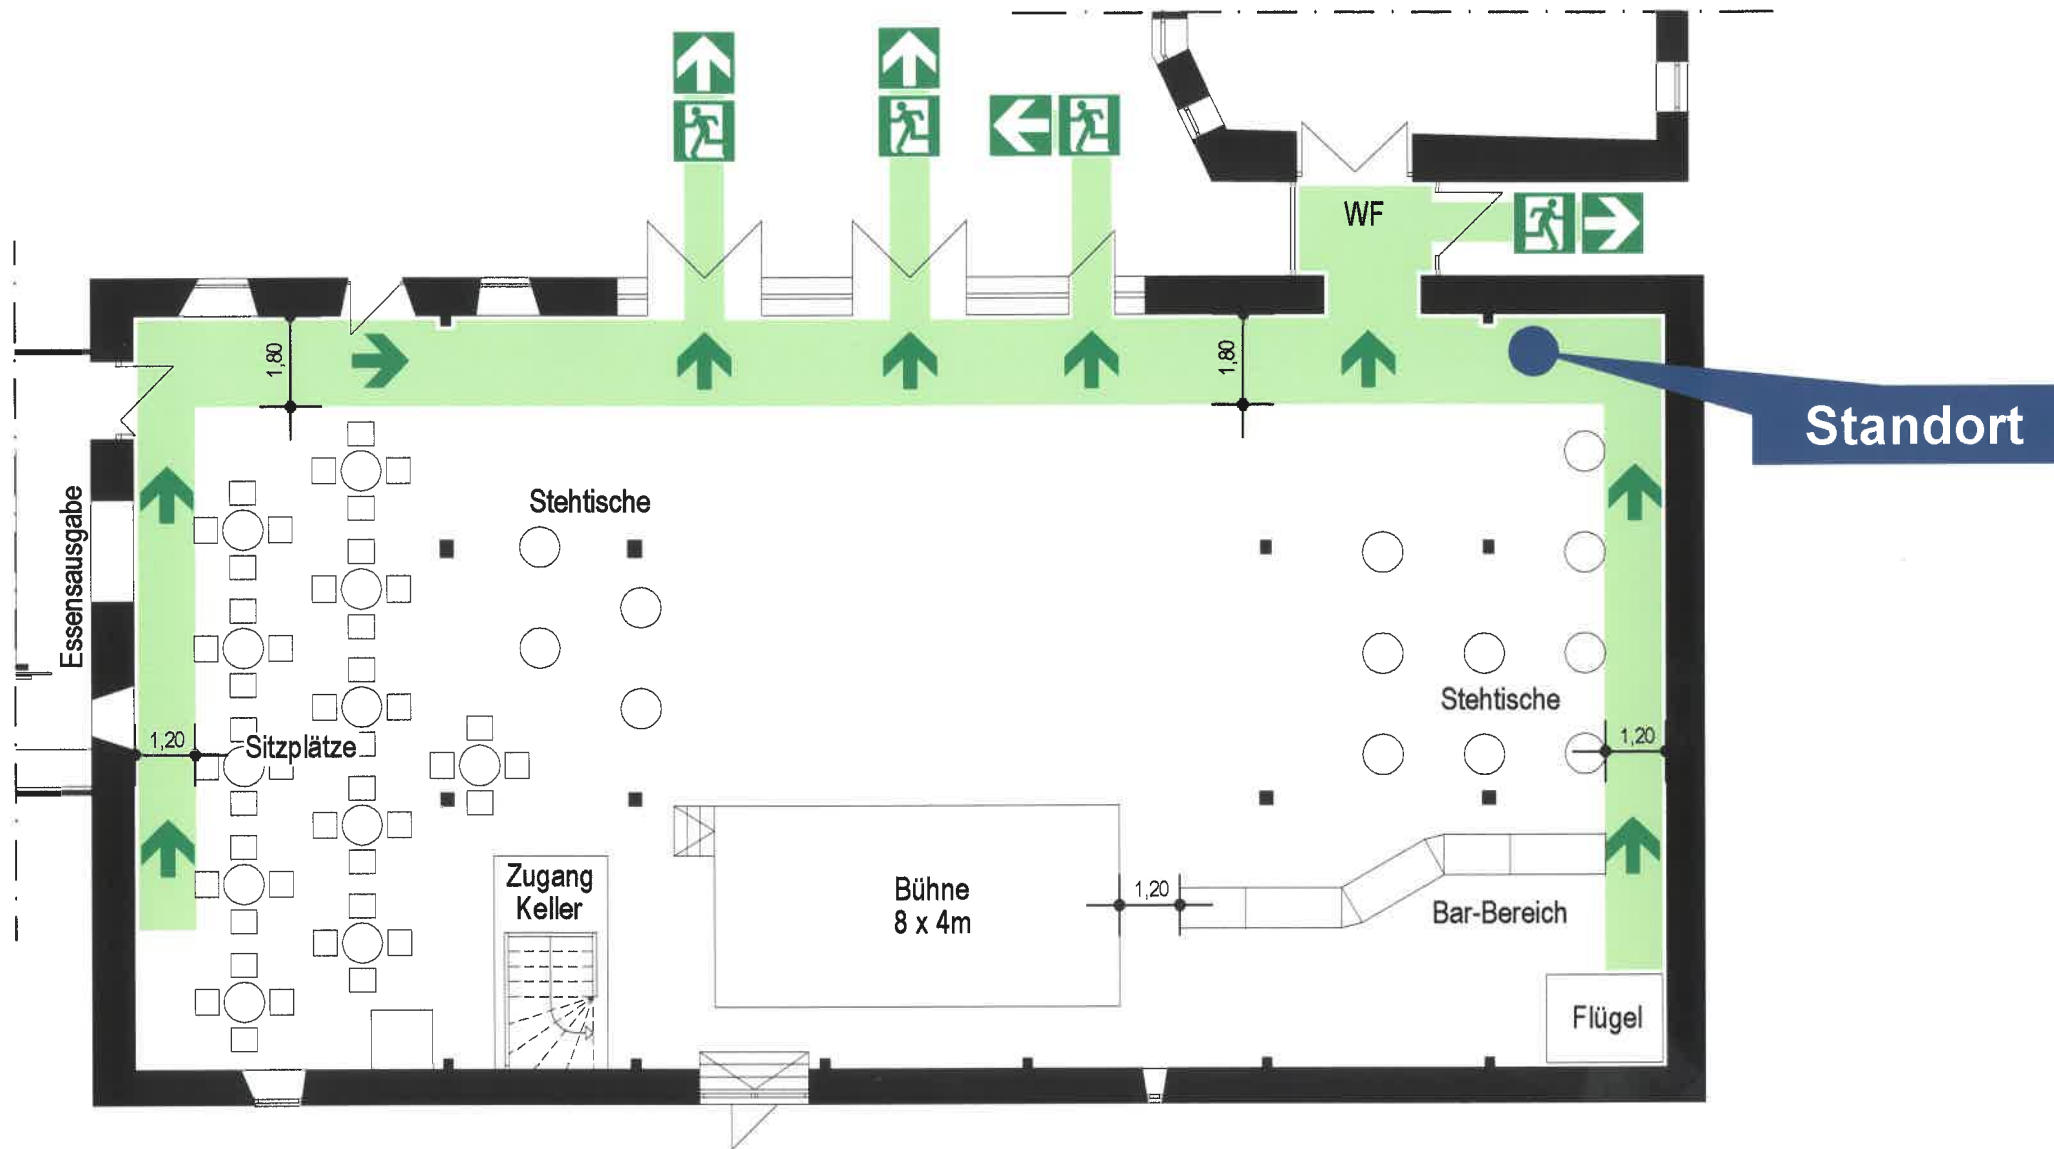 WF
1,80
1,80
Standort
Essensausgabe
Stehtische
Stehtische
1,20
Sitzplätze
1,20
Zugang
Keller
Bühne
8 x 4m
1,20
Bar-Bereich
Flügel